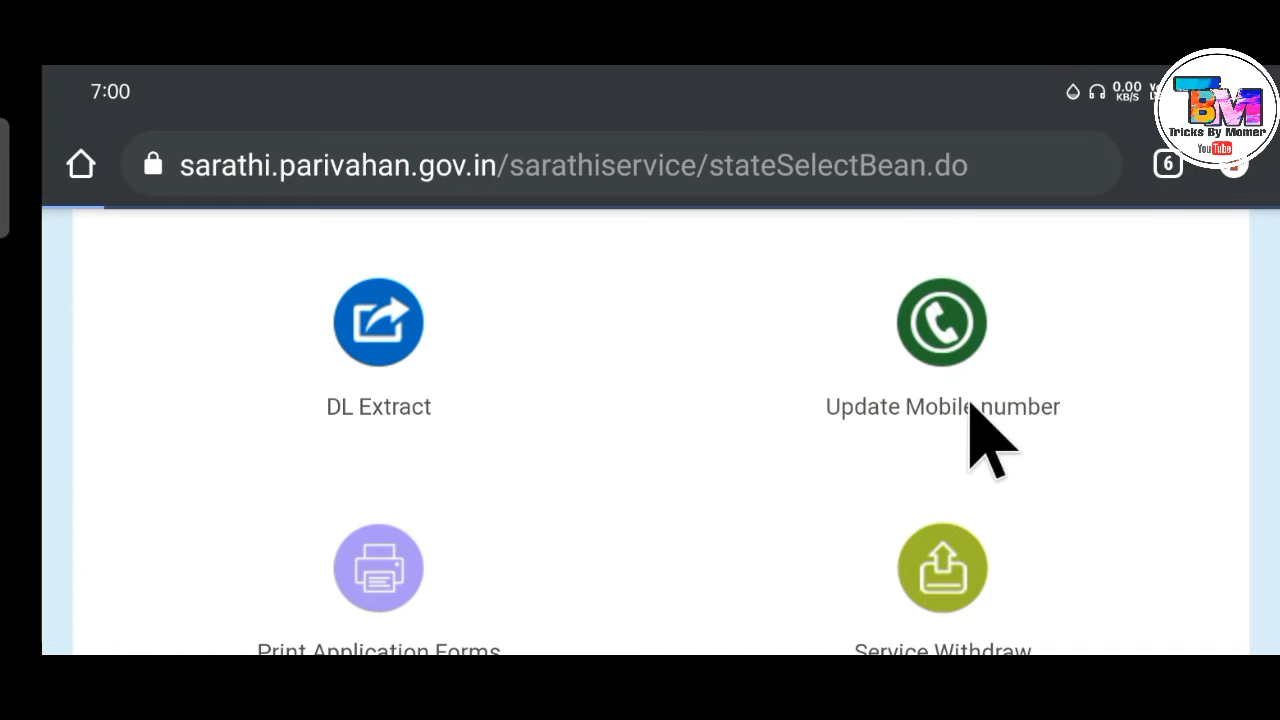 7:00
0.00
KB/S
sarathi.parivahan.gov.in/sarathiservice/stateSelectBean.do
6
TBM
Tricks By Momer
YouTube
DL Extract
Update Mobile number
Print Application Forms
Service Withdraw